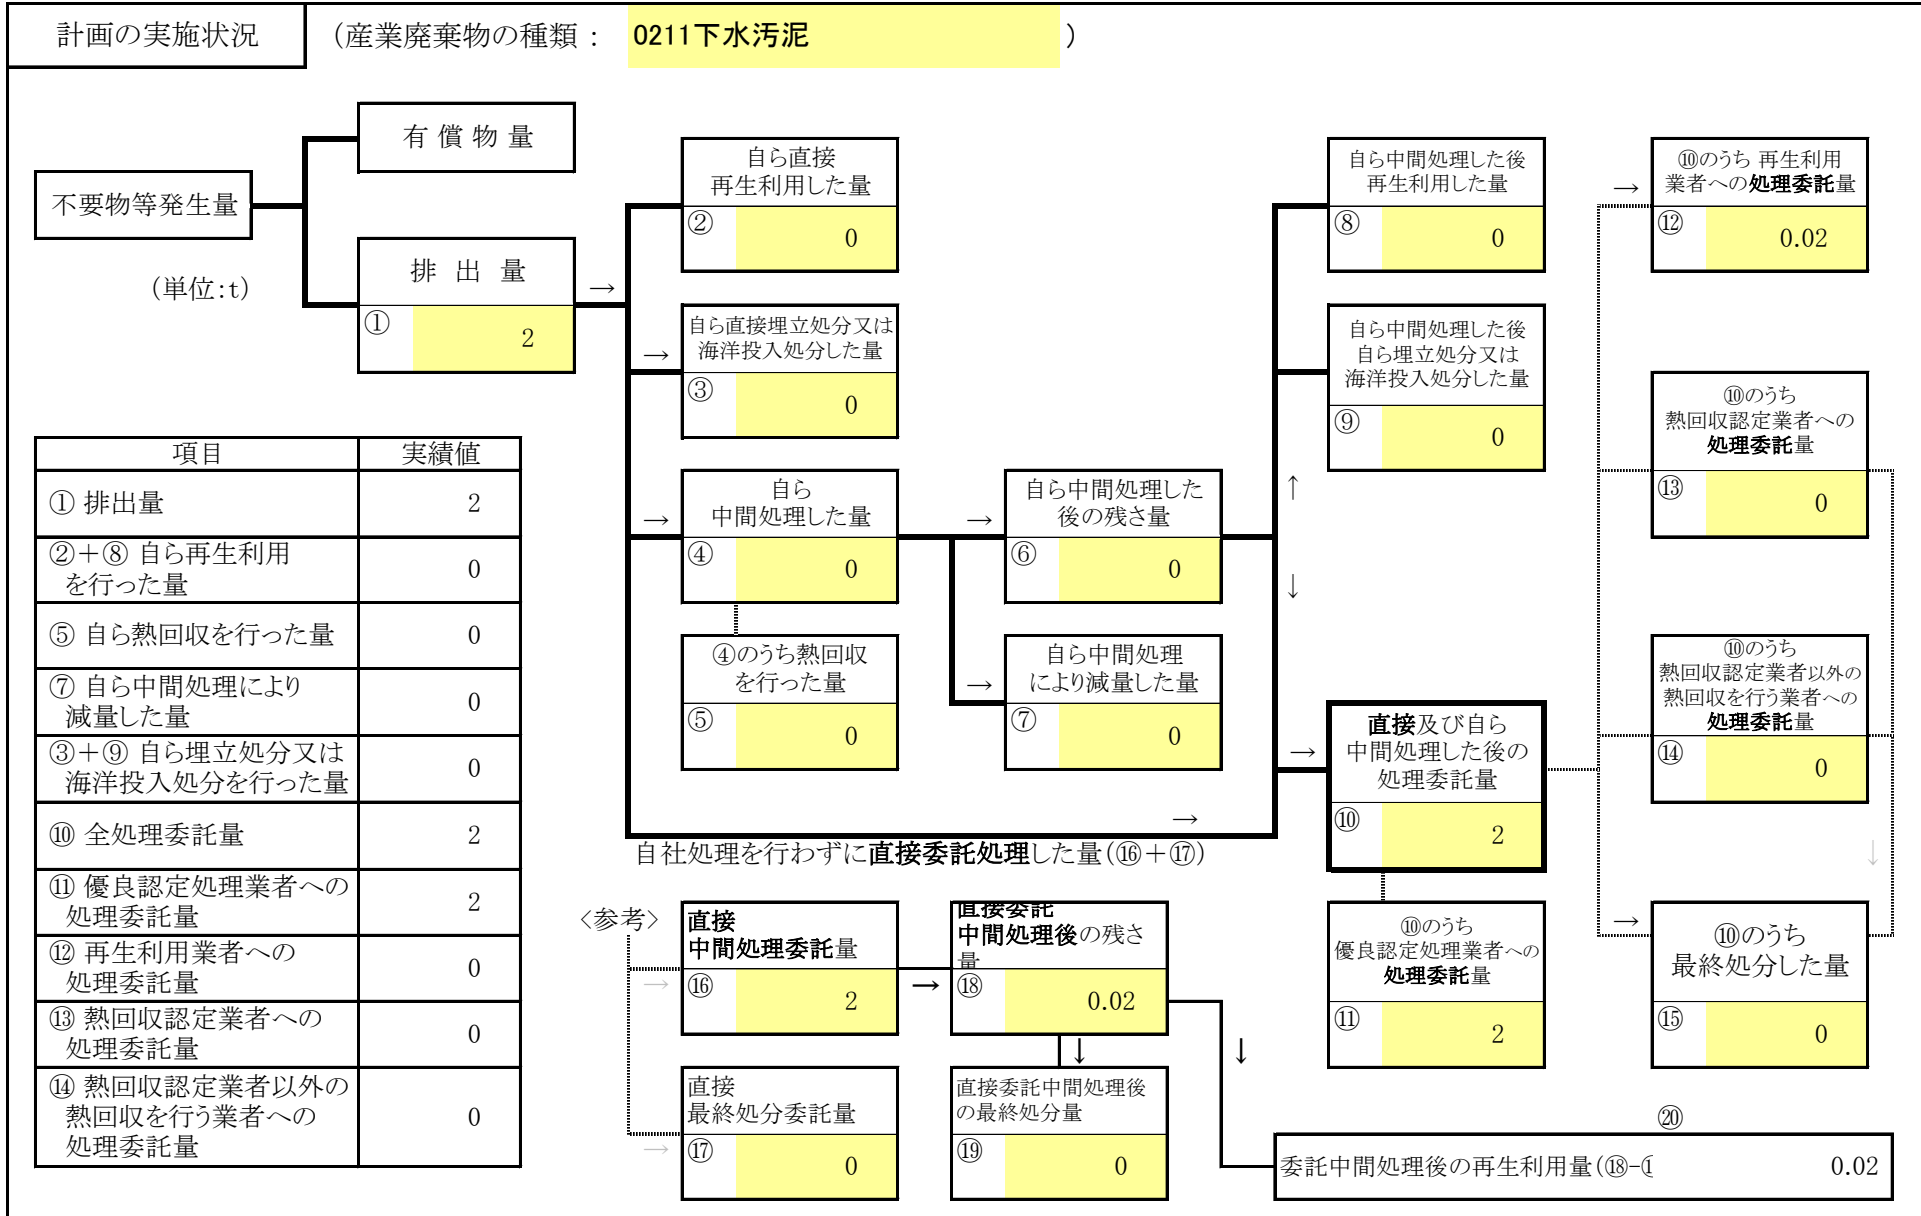 計画の実施状況
（産業廃棄物の種類： 0211下水汚泥 ）
有償物量
不要物等発生量
（単位:t）
排出量
① 2
→
自ら直接
再生利用した量
② 0
→
自ら直接埋立処分又は
海洋投入処分した量
③ 0
→
自ら
中間処理した量
④ 0
④のうち熱回収
を行った量
⑤ 0
→
自ら中間処理した
後の残さ量
⑥ 0
→
自ら中間処理
により減量した量
⑦ 0
自ら中間処理した後
再生利用した量
⑧ 0
自ら中間処理した後
自ら埋立処分又は
海洋投入処分した量
⑨ 0
↑
↓
→
直接及び自ら
中間処理した後の
処理委託量
⑩ 2
→
自社処理を行わずに直接委託処理した量（⑯＋⑰）
⑩のうち
優良認定処理業者への
処理委託量
⑪ 2
→
⑩のうち 再生利用
業者への処理委託量
⑫ 0.02
⑩のうち
熱回収認定業者への
処理委託量
⑬ 0
⑩のうち
熱回収認定業者以外の
熱回収を行う業者への
処理委託量
⑭ 0
↓
→
⑩のうち
最終処分した量
⑮ 0
項目 実績値
① 排出量 2
②＋⑧ 自ら再生利用
を行った量 0
⑤ 自ら熱回収を行った量 0
⑦ 自ら中間処理により
減量した量 0
③＋⑨ 自ら埋立処分又は
海洋投入処分を行った量 0
⑩ 全処理委託量 2
⑪ 優良認定処理業者への
処理委託量 2
⑫ 再生利用業者への
処理委託量 0
⑬ 熱回収認定業者への
処理委託量 0
⑭ 熱回収認定業者以外の
熱回収を行う業者への
処理委託量 0
〈参考〉
→
直接
中間処理委託量
⑯ 2
→
直接委託
中間処理後の残さ
量
⑱ 0.02
↓
↓
→
直接
最終処分委託量
⑰ 0
直接委託中間処理後
の最終処分量
⑲ 0
⑳
委託中間処理後の再生利用量（⑱-
0.02